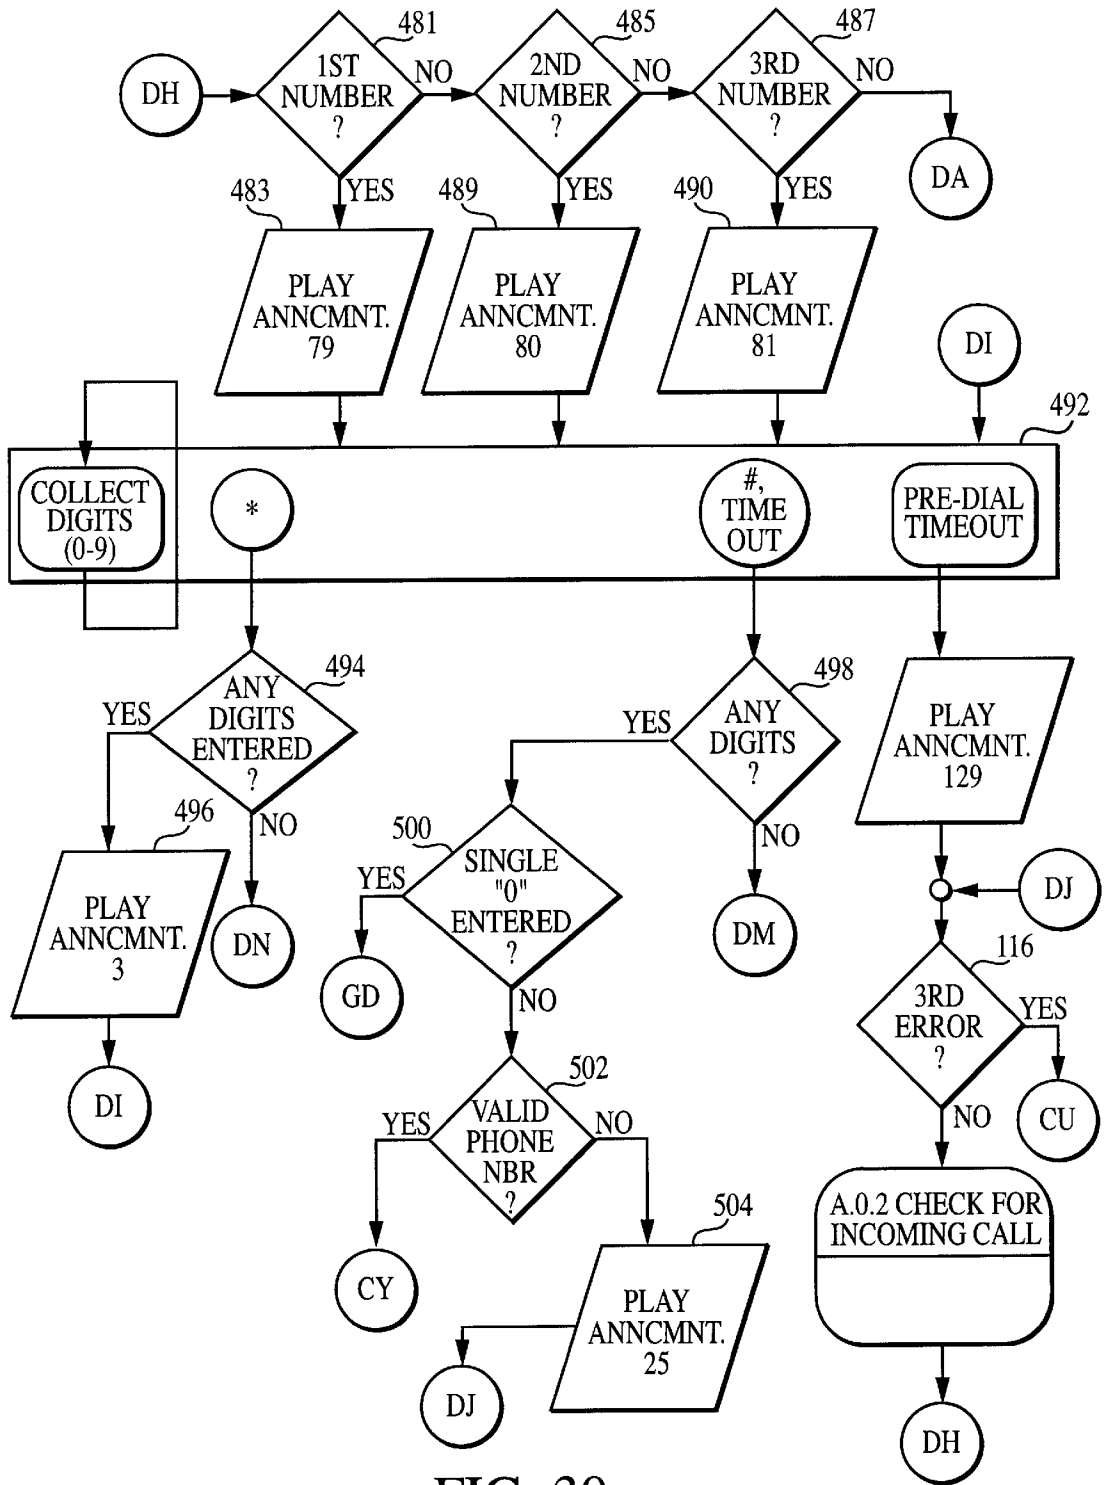 481
485
487
DH
1ST
NUMBER
?
NO
2ND
NUMBER
?
NO
3RD
NUMBER
?
NO
DA
483
YES
489
YES
490
YES
PLAY
ANNCMNT.
79
PLAY
ANNCMNT.
80
PLAY
ANNCMNT.
81
DI
492
COLLECT
DIGITS
(0-9)
*
#,
TIME
OUT
PRE-DIAL
TIMEOUT
494
YES
ANY
DIGITS
ENTERED
?
NO
498
YES
ANY
DIGITS
?
NO
PLAY
ANNCMNT.
129
496
PLAY
ANNCMNT.
3
DN
500
YES
SINGLE
"0"
ENTERED
?
NO
GD
DM
DJ
116
3RD
ERROR
?
YES
NO
CU
DI
502
YES
VALID
PHONE
NBR
?
NO
CY
504
PLAY
ANNCMNT.
25
DJ
A.0.2 CHECK FOR
INCOMING CALL
DH